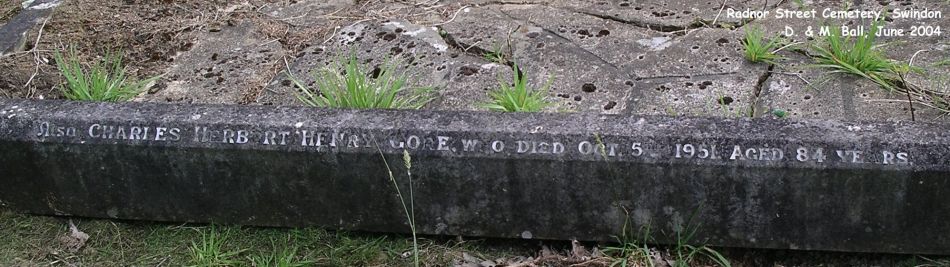 Radnor Street Cemetery, Swindon
D. & M. Ball, June 2004
Also CHARLES HERBERT HENRY GORE, W O DIED OCT. 5 1951 AGED 84 YEARS